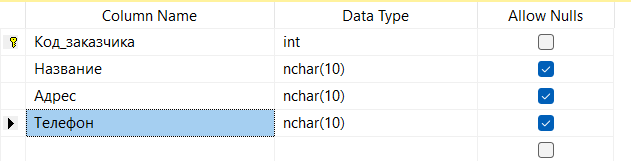 Column Name Data Type Allow Nulls
Код_заказчика int
Название nchar(10)
Адрес nchar(10)
Телефон nchar(10)